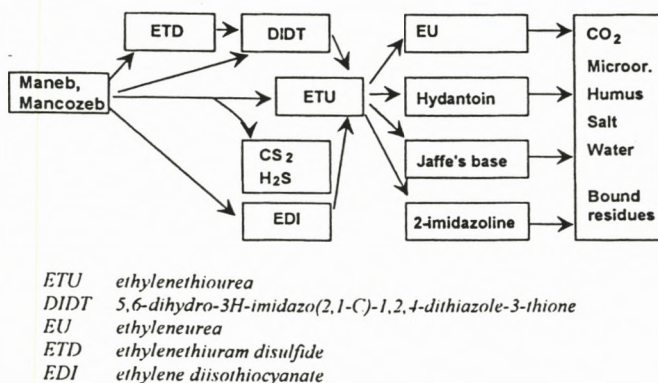 ETD
DIDT
EU
CO2
Maneb,
Mancozeb
ETU
Microor.
Hydantoin
Humus
Salt
CS2
H2S
Jaffe's base
Water
EDI
2-imidazoline
Bound
residues
ETU ethylenethiourea
DIDT 5,6-dihydro-3H-imidazo(2,1-C)-1,2,4-dithiazole-3-thione
EU ethyleneurea
ETD ethylenethiuram disulfide
EDI ethylene diisothiocyanate